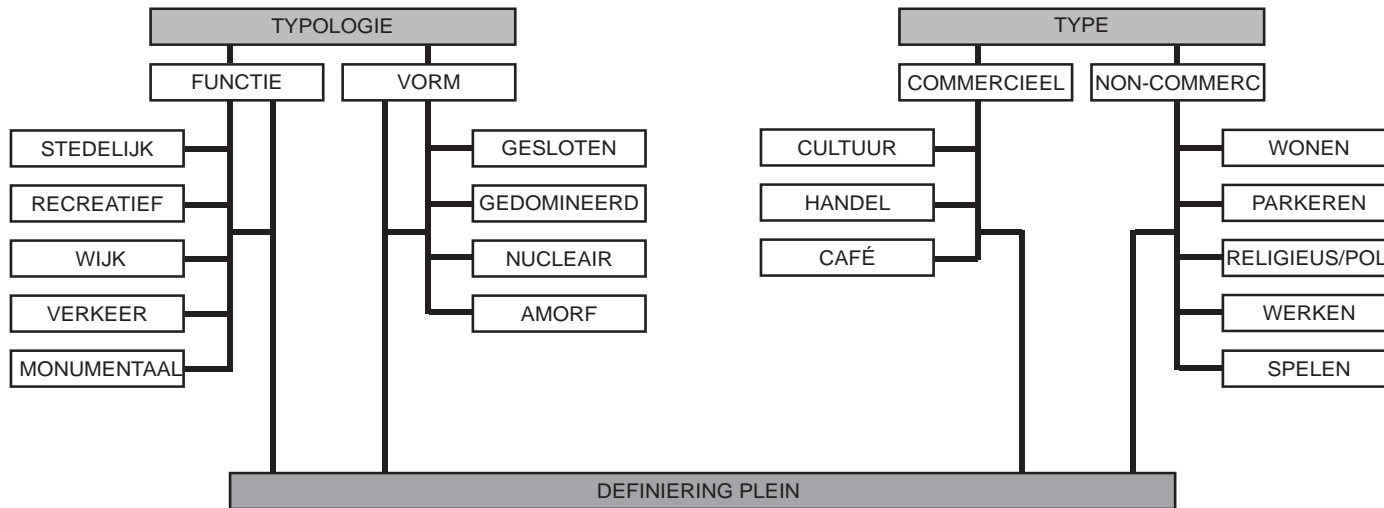 TYPOLOGIE
FUNCTIE
VORM
STEDELIJK
RECREATIEF
WIJK
VERKEER
MONUMENTAAL
GESLOTEN
GEDOMINEERD
NUCLEAIR
AMORF
TYPE
COMMERCIEEL
NON-COMMERC
CULTUUR
HANDEL
CAFÉ
WONEN
PARKEREN
RELIGIEUS/POL
WERKEN
SPELEN
DEFINIERING PLEIN